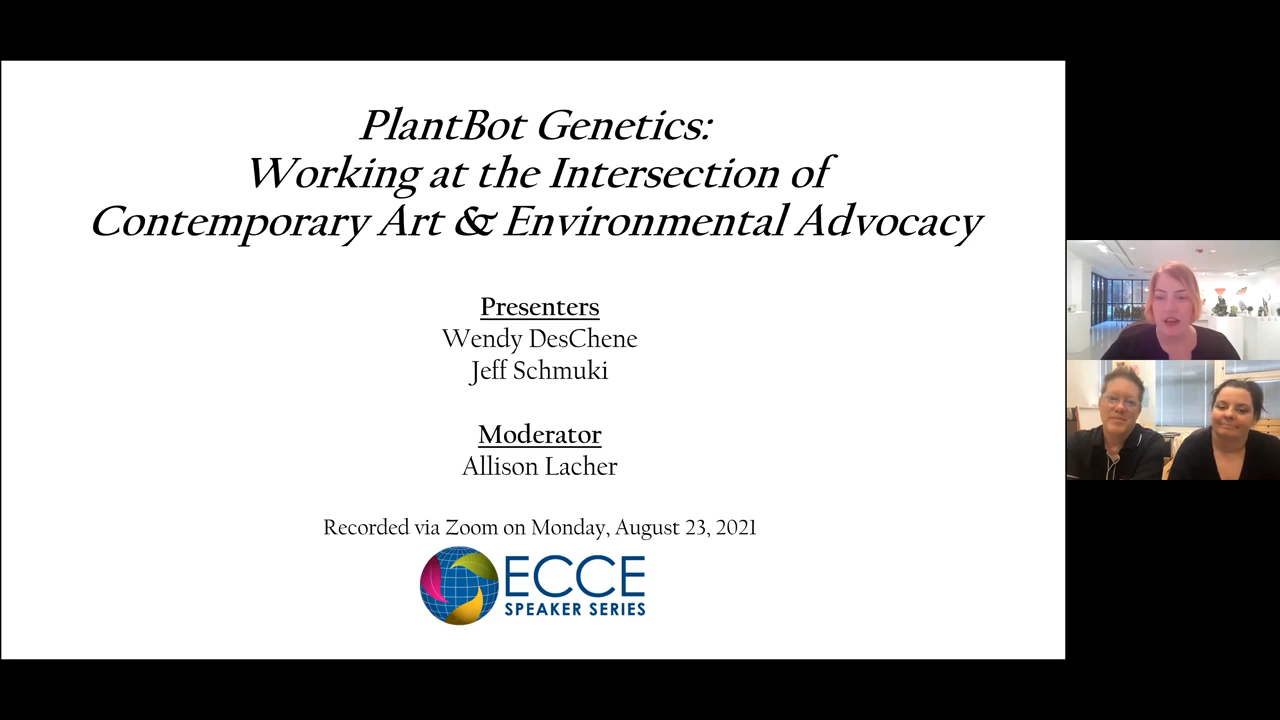 PlantBot Genetics:
Working at the Intersection of
Contemporary Art & Environmental Advocacy
Presenters
Wendy DesChene
Jeff Schmuki
Moderator
Allison Lacher
Recorded via Zoom on Monday, August 23, 2021
ECCE
SPEAKER SERIES